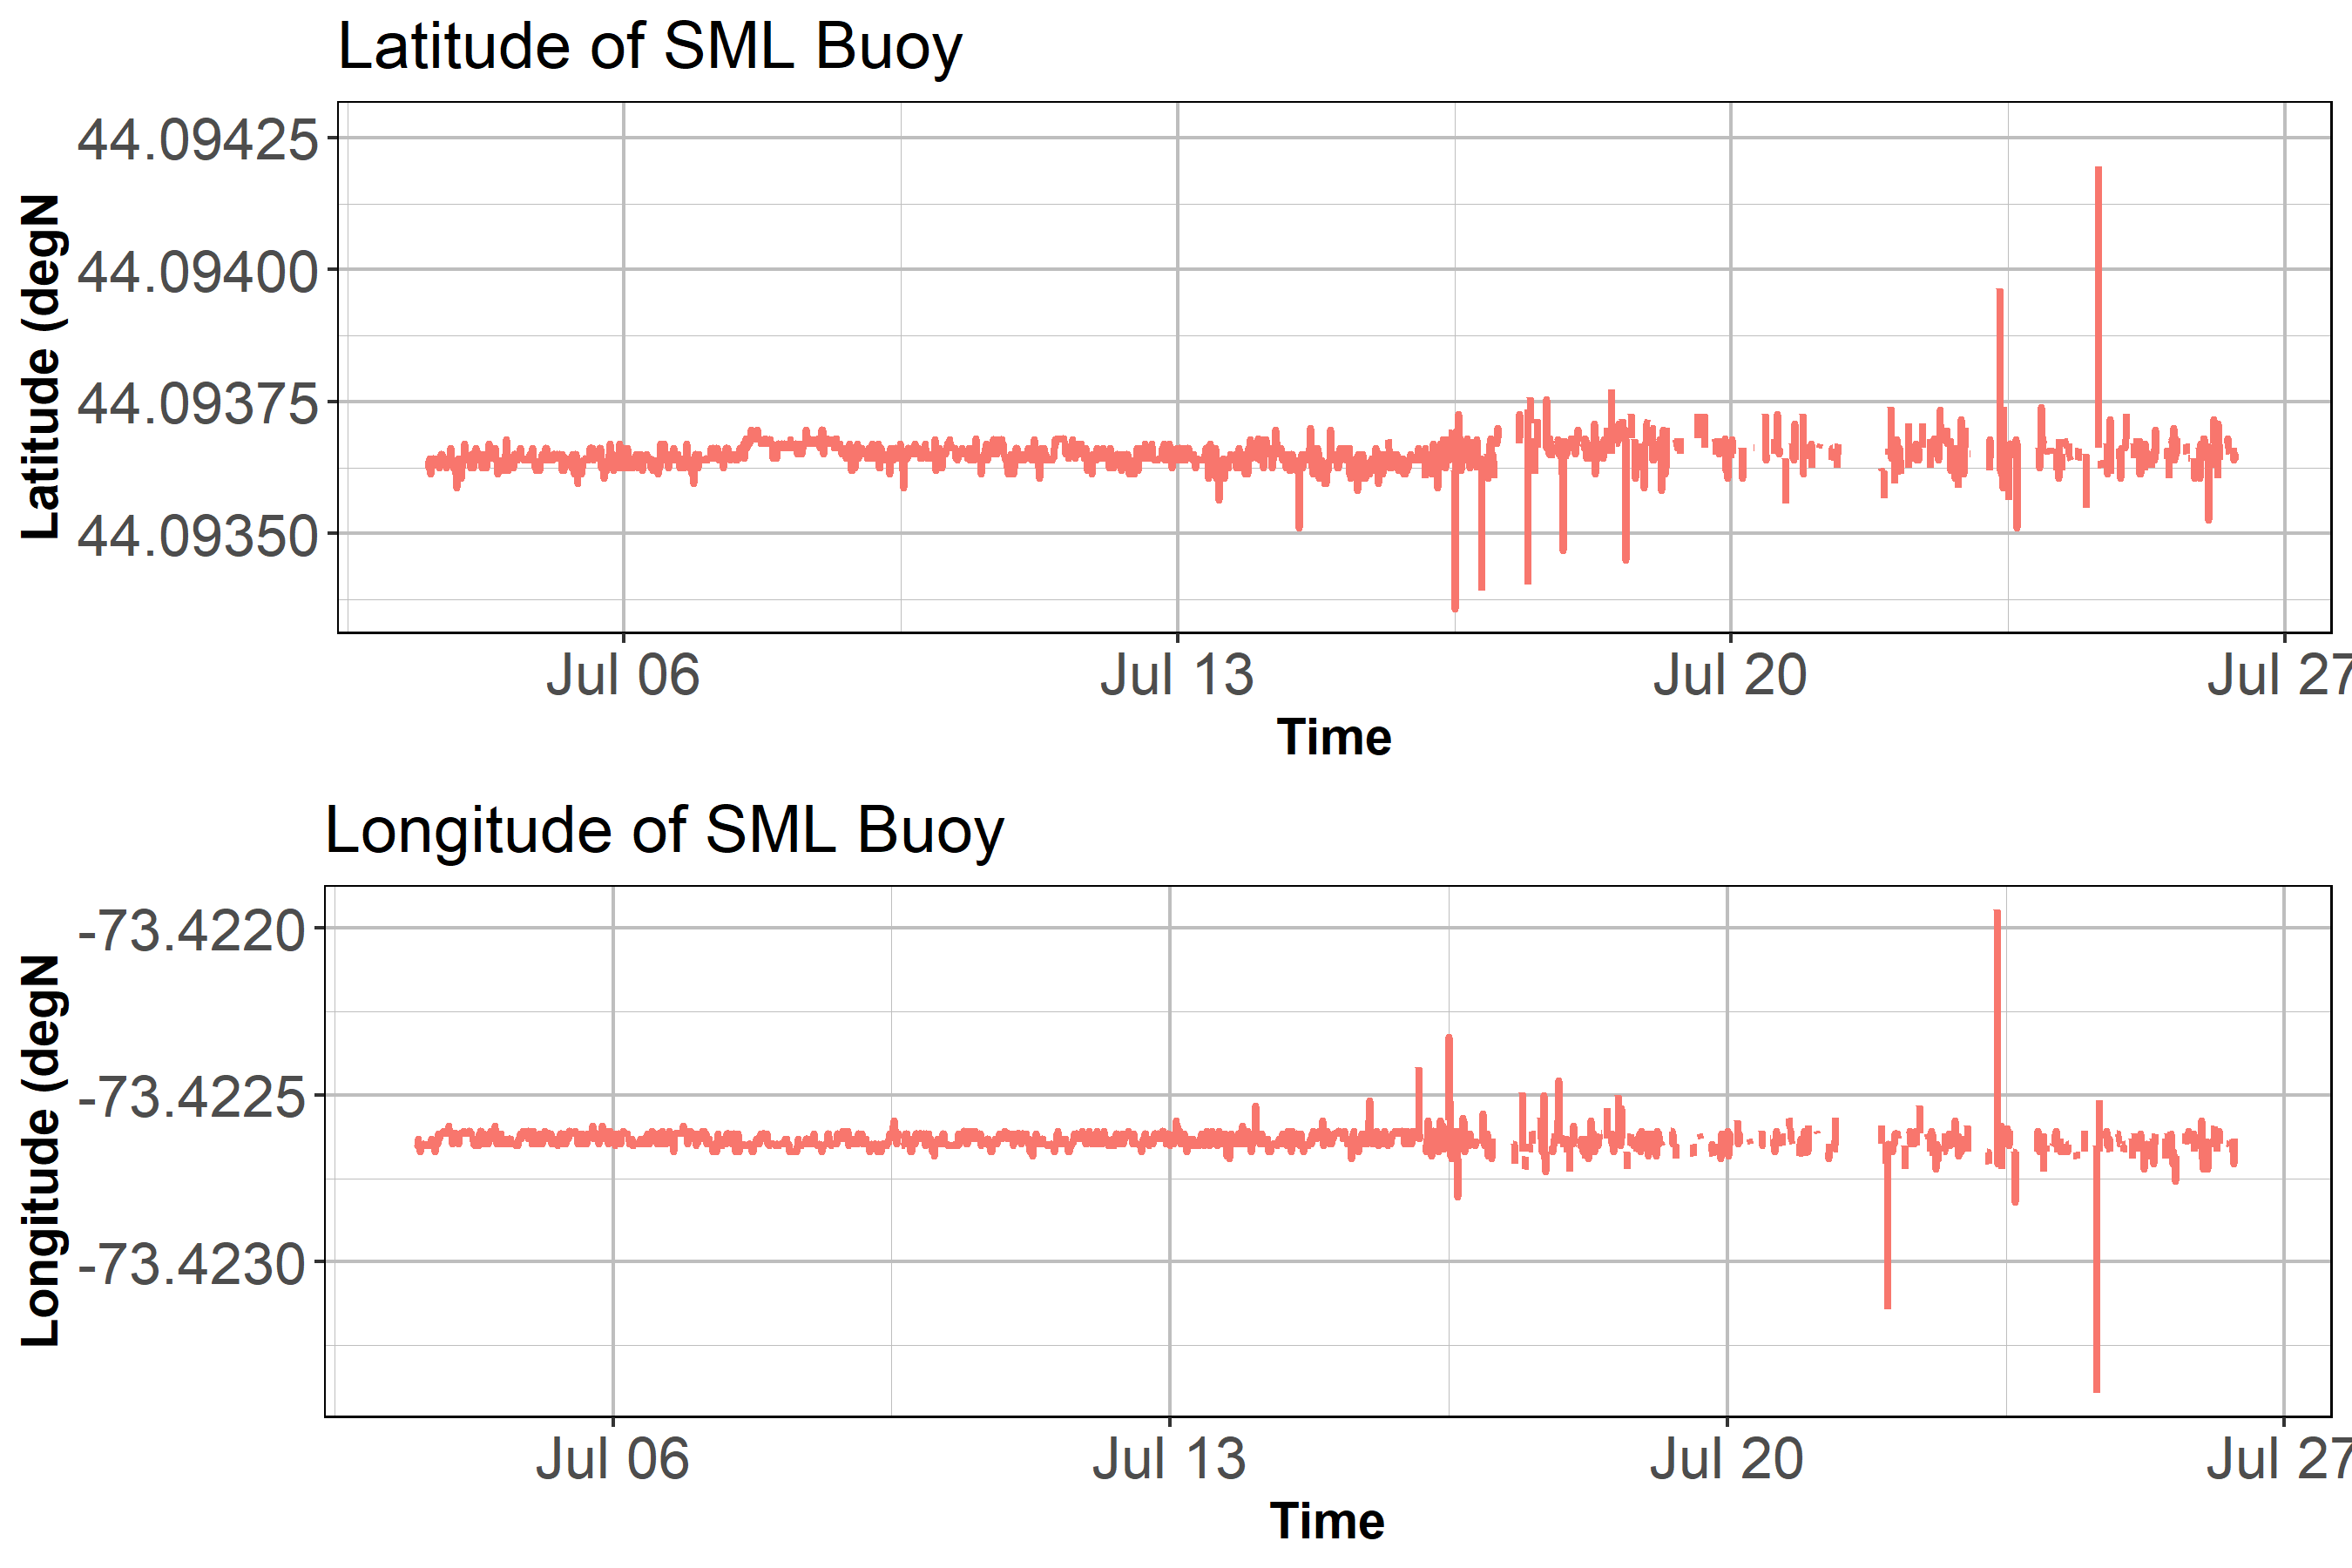 Latitude of SML Buoy
Latitude (degN
44.09425
44.09400
44.09375
44.09350
Jul 06 Jul 13 Jul 20 Jul 27
Time
Longitude of SML Buoy
Longitude (degN
-73.4220
-73.4225
-73.4230
Jul 06 Jul 13 Jul 20 Jul 27
Time